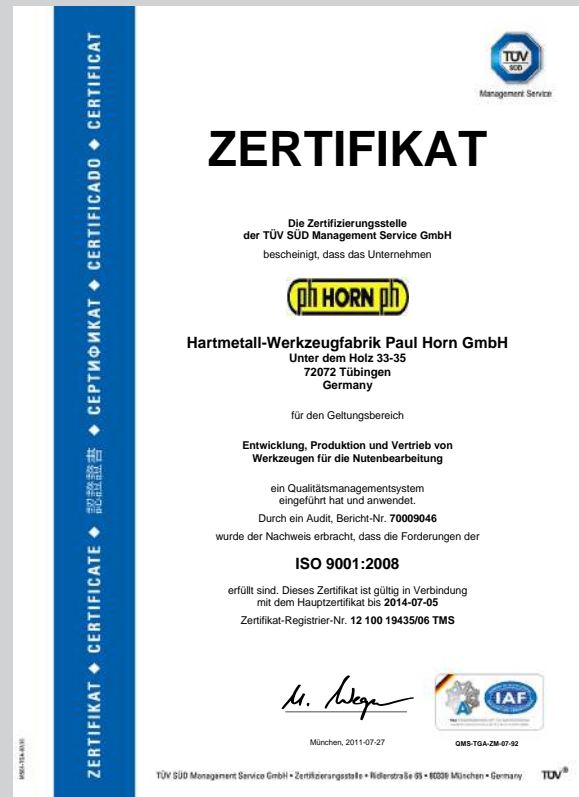 TÜV
SÜD
Management Service
ZERTIFIKAT ◆ CERTIFICATE ◆ 認證證書 ◆ СЕРТИФИКАТ ◆ CERTIFICADO ◆ CERTIFICAT
ZERTIFIKAT
Die Zertifizierungsstelle
der TÜV SÜD Management Service GmbH
bescheinigt, dass das Unternehmen
ph HORN ph
Hartmetall-Werkzeugfabrik Paul Horn GmbH
Unter dem Holz 33-35
72072 Tübingen
Germany
für den Geltungsbereich
Entwicklung, Produktion und Vertrieb von
Werkzeugen für die Nutenbearbeitung
ein Qualitätsmanagementsystem
eingeführt hat und anwendet.
Durch ein Audit, Bericht-Nr. 70009046
wurde der Nachweis erbracht, dass die Forderungen der
ISO 9001:2008
erfüllt sind. Dieses Zertifikat ist gültig in Verbindung
mit dem Hauptzertifikat bis 2014-07-05
Zertifikat-Registrier-Nr. 12 100 19435/06 TMS
M. Wegner
IAF
München, 2011-07-27
QMS-TGA-ZM-07-92
TÜV SÜD Management Service GmbH • Zertifizierungsstelle • Ridlerstraße 65 • 80339 München • Germany
TÜV®